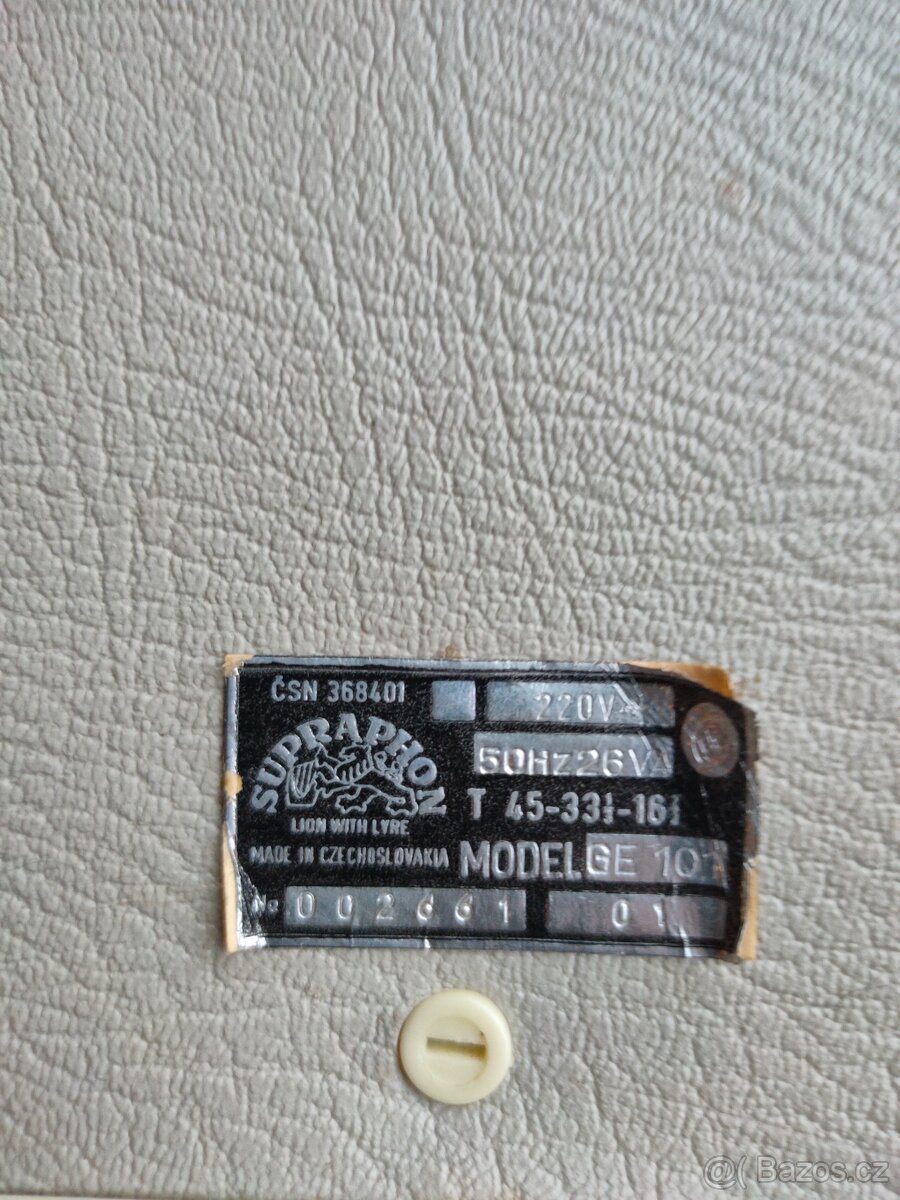 ČSN 368401
220V
50Hz 26VA
SUPRAPHON
T 45-33⅓-16⅔
LION WITH LYRE
MADE IN CZECHOSLOVAKIA MODEL GE 101
No 002661 01
@( Bazos.cz